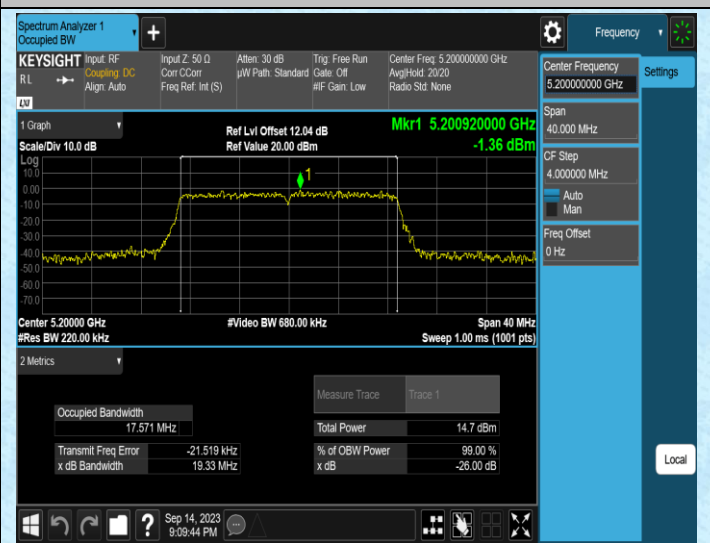 Spectrum Analyzer 1
Occupied BW
+
Frequency
KEYSIGHT
Input: RF
Coupling: DC
Align: Auto
RL
LXI
Input Z: 50 Ω
Corr CCorr
Freq Ref: Int (S)
Atten: 30 dB
µW Path: Standard
Trig: Free Run
Gate: Off
#IF Gain: Low
Center Freq: 5.200000000 GHz
Avg|Hold: 20/20
Radio Std: None
1 Graph
Scale/Div 10.0 dB
Ref Lvl Offset 12.04 dB
Ref Value 20.00 dBm
Mkr1 5.200920000 GHz
-1.36 dBm
Log
10.0
0.00
-10.0
-20.0
-30.0
-40.0
-50.0
-60.0
-70.0
1
Center 5.20000 GHz
#Res BW 220.00 kHz
#Video BW 680.00 kHz
Span 40 MHz
Sweep 1.00 ms (1001 pts)
2 Metrics
Measure Trace
Trace 1
Occupied Bandwidth
17.571 MHz
Total Power
14.7 dBm
Transmit Freq Error
-21.519 kHz
% of OBW Power
99.00 %
x dB Bandwidth
19.33 MHz
x dB
-26.00 dB
Center Frequency
5.200000000 GHz
Settings
Span
40.000 MHz
CF Step
4.000000 MHz
Auto
Man
Freq Offset
0 Hz
Local
?
Sep 14, 2023
9:09:44 PM